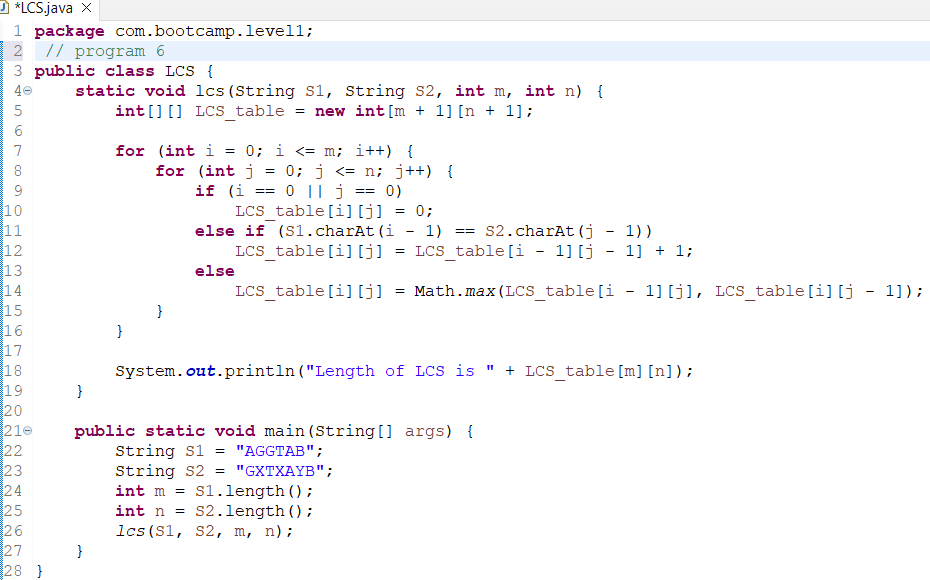 *LCS.java
1 package com.bootcamp.level1;
2 // program 6
3 public class LCS {
4 static void lcs(String S1, String S2, int m, int n) {
5 int[][] LCS_table = new int[m + 1][n + 1];
6
7 for (int i = 0; i <= m; i++) {
8 for (int j = 0; j <= n; j++) {
9 if (i == 0 || j == 0)
10 LCS_table[i][j] = 0;
11 else if (S1.charAt(i - 1) == S2.charAt(j - 1))
12 LCS_table[i][j] = LCS_table[i - 1][j - 1] + 1;
13 else
14 LCS_table[i][j] = Math.max(LCS_table[i - 1][j], LCS_table[i][j - 1]);
15 }
16 }
17
18 System.out.println("Length of LCS is " + LCS_table[m][n]);
19 }
20
21 public static void main(String[] args) {
22 String S1 = "AGGTAB";
23 String S2 = "GXTXAYB";
24 int m = S1.length();
25 int n = S2.length();
26 lcs(S1, S2, m, n);
27 }
28 }